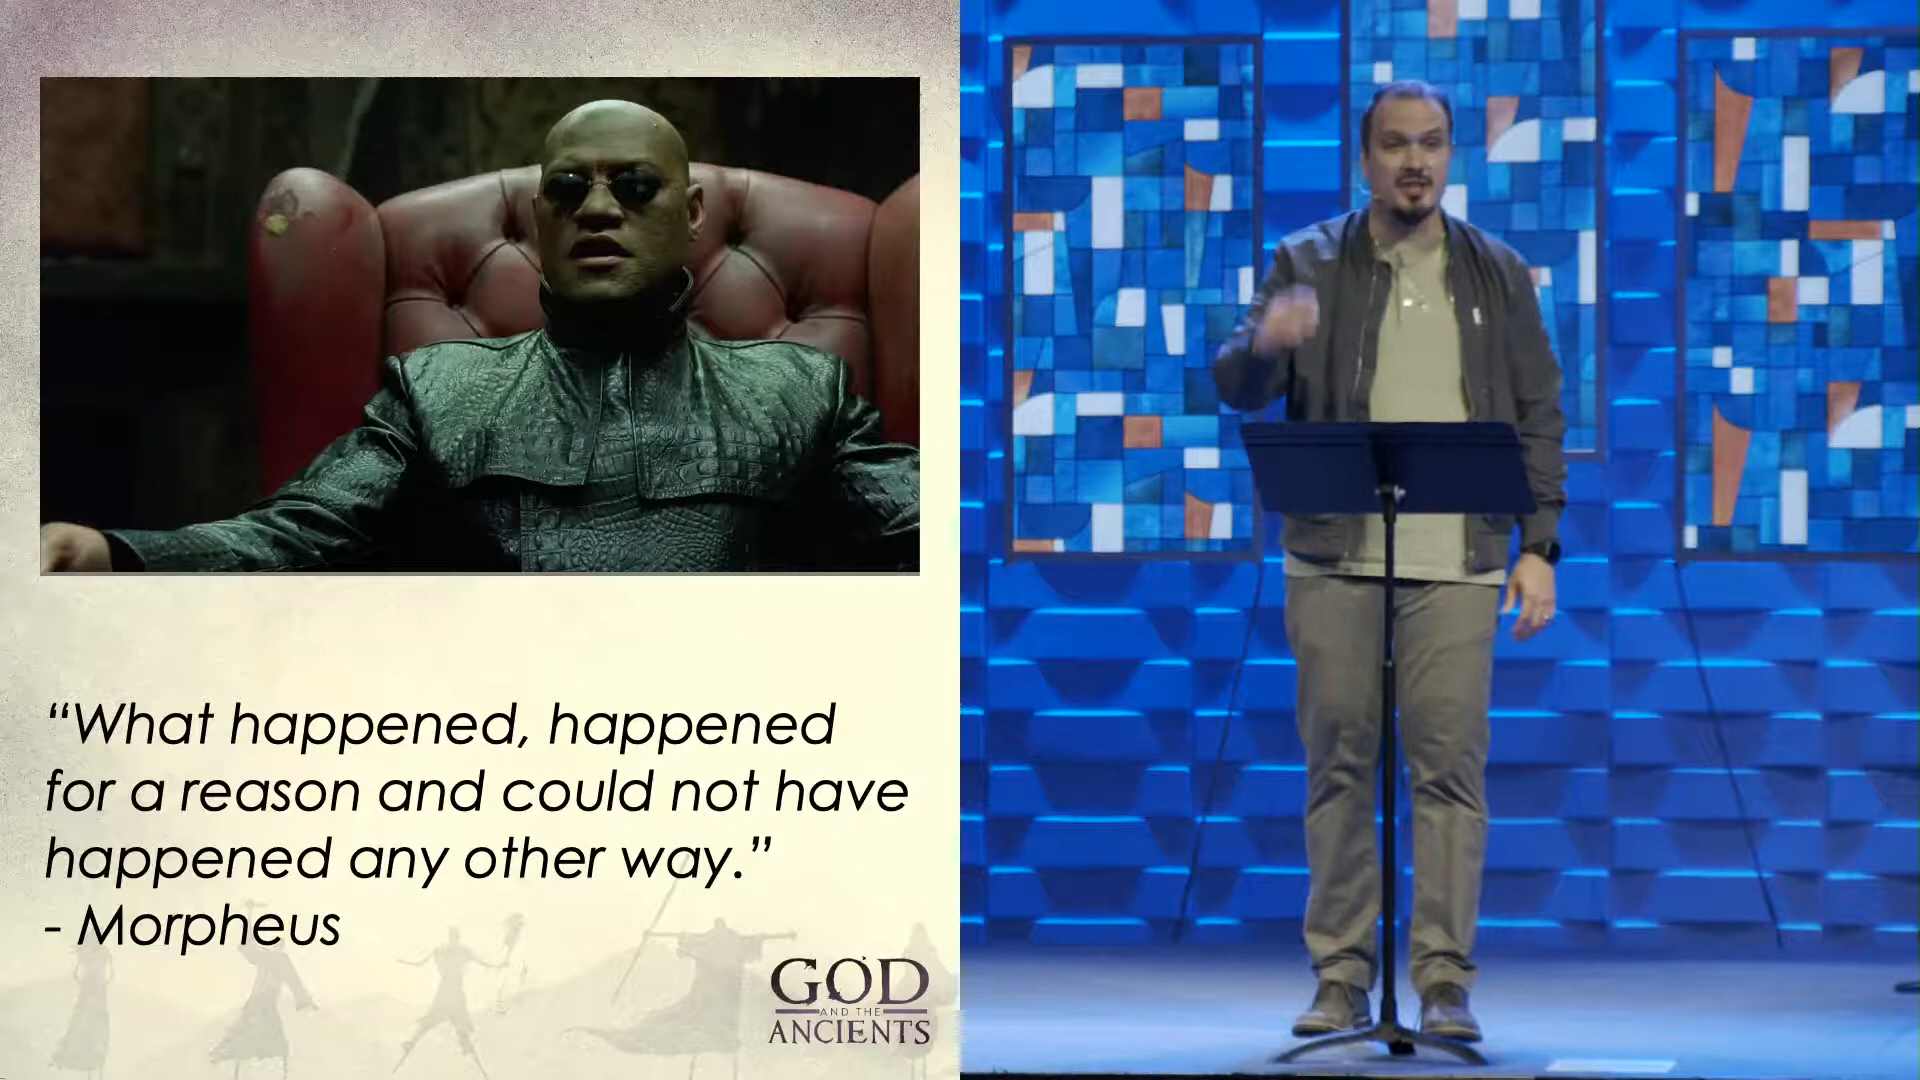 “What happened, happened
for a reason and could not have
happened any other way.”
- Morpheus
GOD
AND THE
ANCIENTS